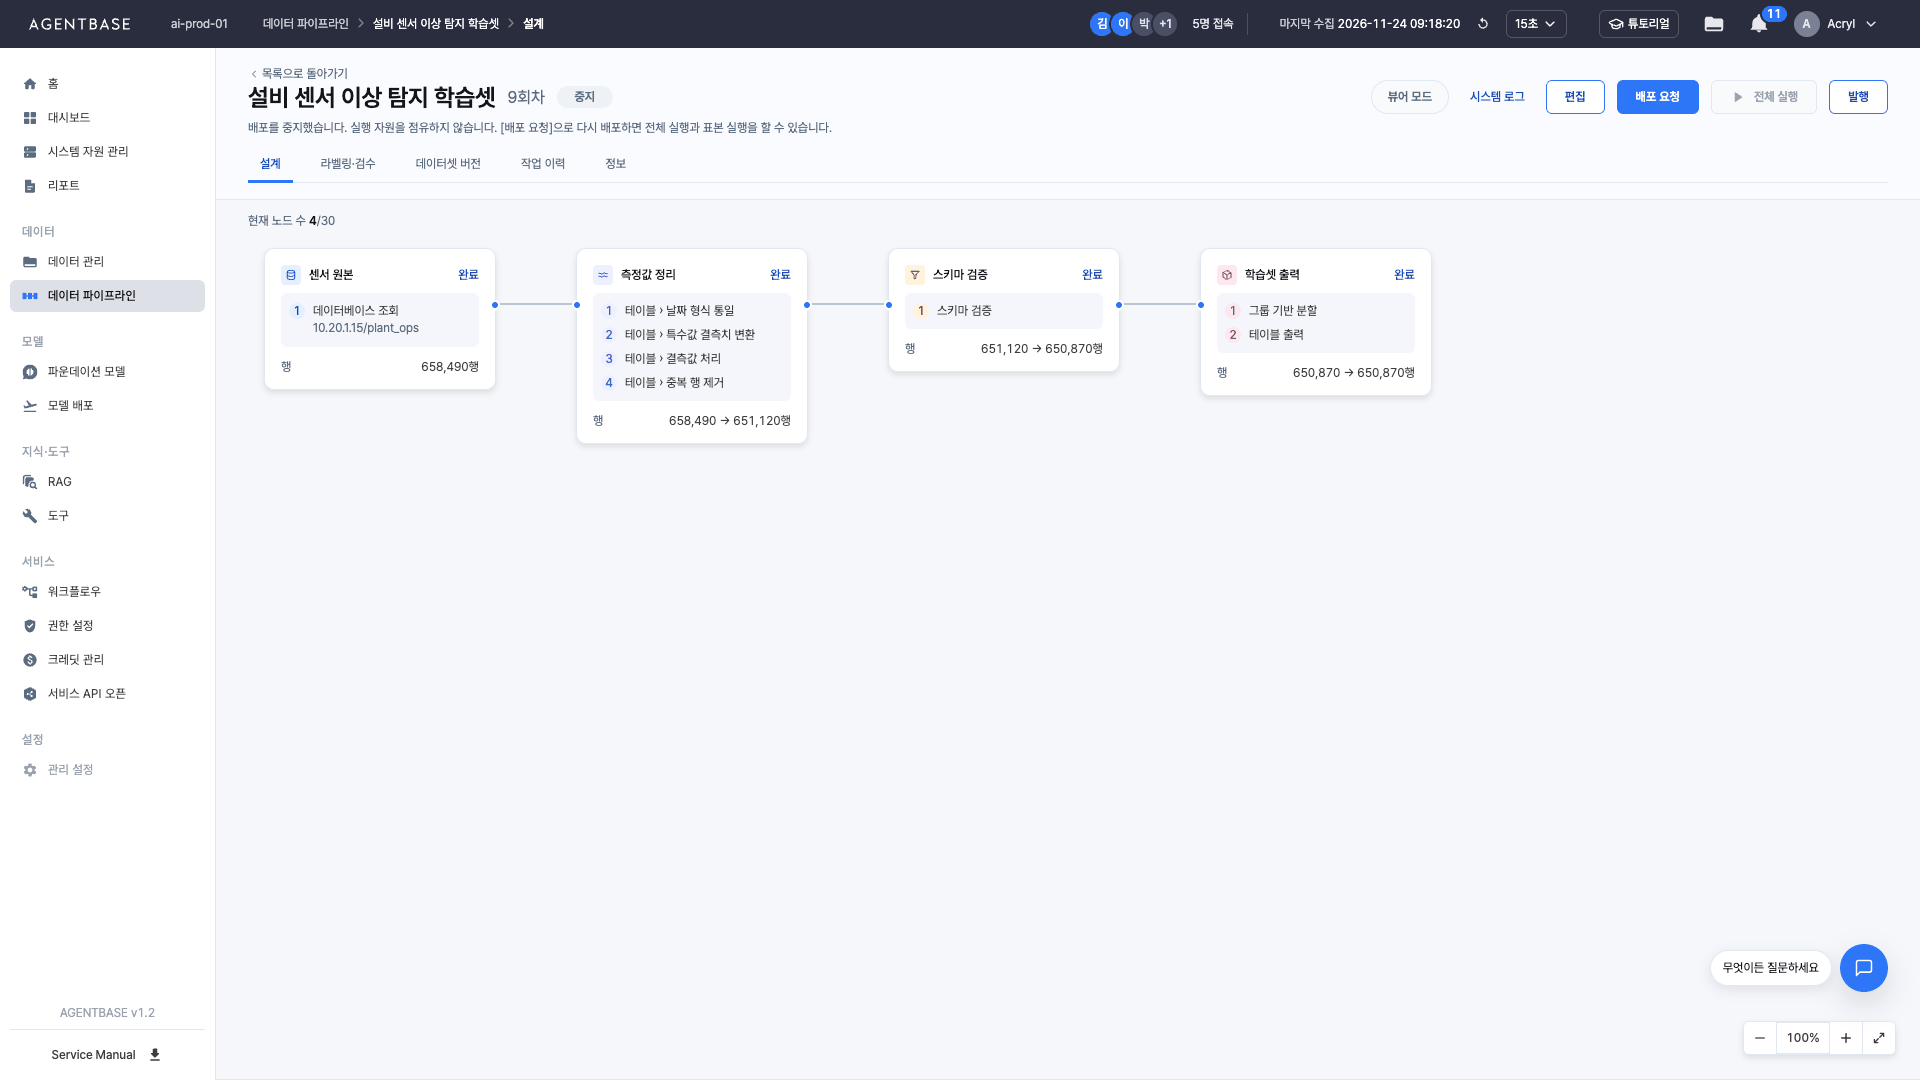 AGENTBASE
ai-prod-01
데이터 파이프라인
설비 센서 이상 탐지 학습셋
설계
김
이
박
+1
5명 접속
마지막 수집 2026-11-24 09:18:20
15초
튜토리얼
11
A
Acryl
홈
대시보드
시스템 자원 관리
리포트
데이터
데이터 관리
데이터 파이프라인
모델
파운데이션 모델
모델 배포
지식·도구
RAG
도구
서비스
워크플로우
권한 설정
크레딧 관리
서비스 API 오픈
설정
관리 설정
AGENTBASE v1.2
Service Manual
목록으로 돌아가기
설비 센서 이상 탐지 학습셋 9회차 중지
배포를 중지했습니다. 실행 자원을 점유하지 않습니다. [배포 요청]으로 다시 배포하면 전체 실행과 표본 실행을 할 수 있습니다.
뷰어 모드
시스템 로그
편집
배포 요청
전체 실행
발행
설계
라벨링·검수
데이터셋 버전
작업 이력
정보
현재 노드 수 4/30
센서 원본 완료
1 데이터베이스 조회
10.20.1.15/plant_ops
행 658,490행
측정값 정리 완료
1 테이블 › 날짜 형식 통일
2 테이블 › 특수값 결측치 변환
3 테이블 › 결측값 처리
4 테이블 › 중복 행 제거
행 658,490 → 651,120행
스키마 검증 완료
1 스키마 검증
행 651,120 → 650,870행
학습셋 출력 완료
1 그룹 기반 분할
2 테이블 출력
행 650,870 → 650,870행
무엇이든 질문하세요
100%